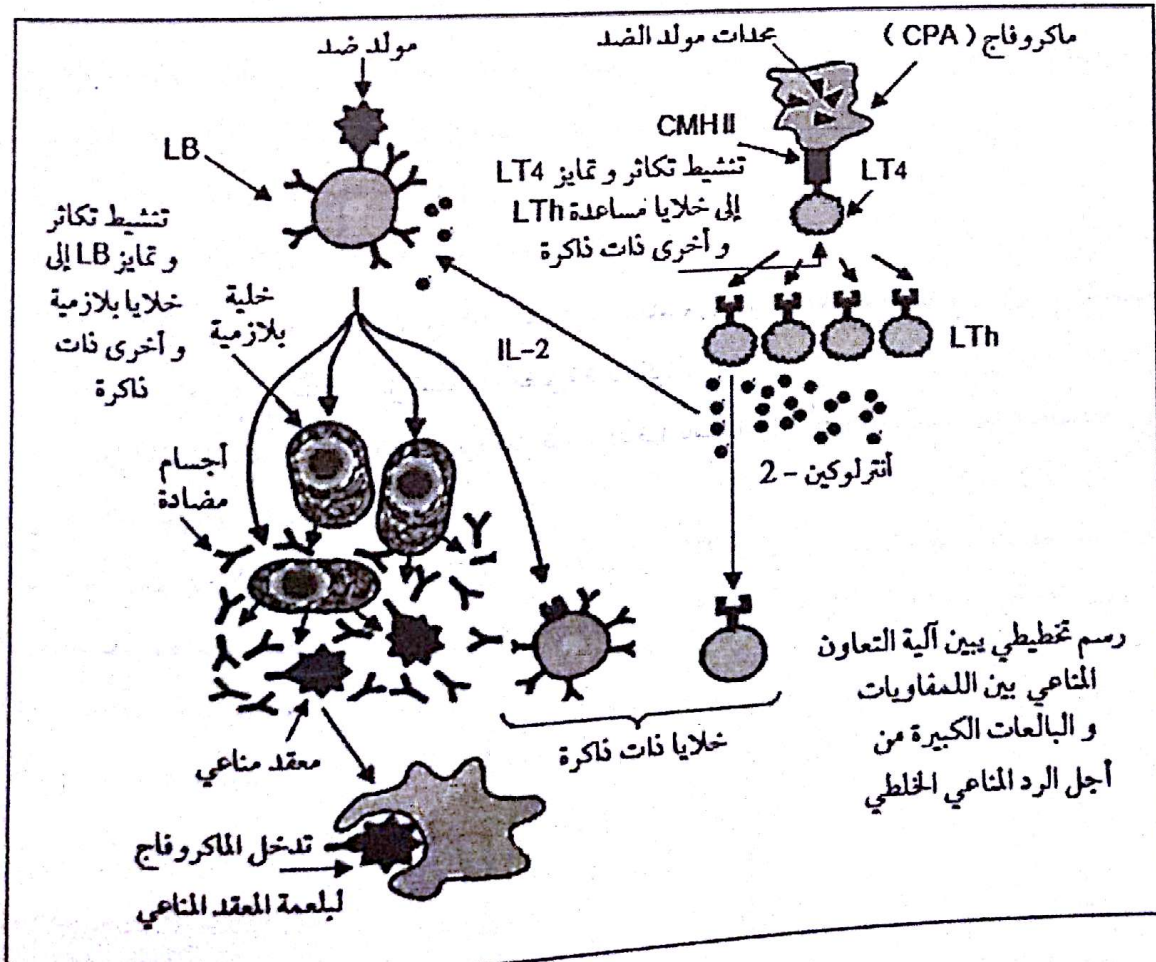 ماكروفاج ( CPA )
محدات مولد الضد
مولد ضد
CMH II
LB
LT4
تنشيط تكاثر و تمايز LT4
إلى خلايا مساعدة LTh
و أخرى ذات ذاكرة
تنشيط تكاثر
و تمايز LB إلى
خلايا بلازمية
و أخرى ذات
ذاكرة
خلية
بلازمية
IL-2
LTh
أنترلوكين - 2
أجسام
مضادة
رسم تخطيطي يبين آلية التعاون
المناعي بين اللمفاويات
و البالعات الكبيرة من
أجل الرد المناعي الخلطي
خلايا ذات ذاكرة
معقد مناعي
تدخل الماكروفاج
لبلعمة المعقد المناعي